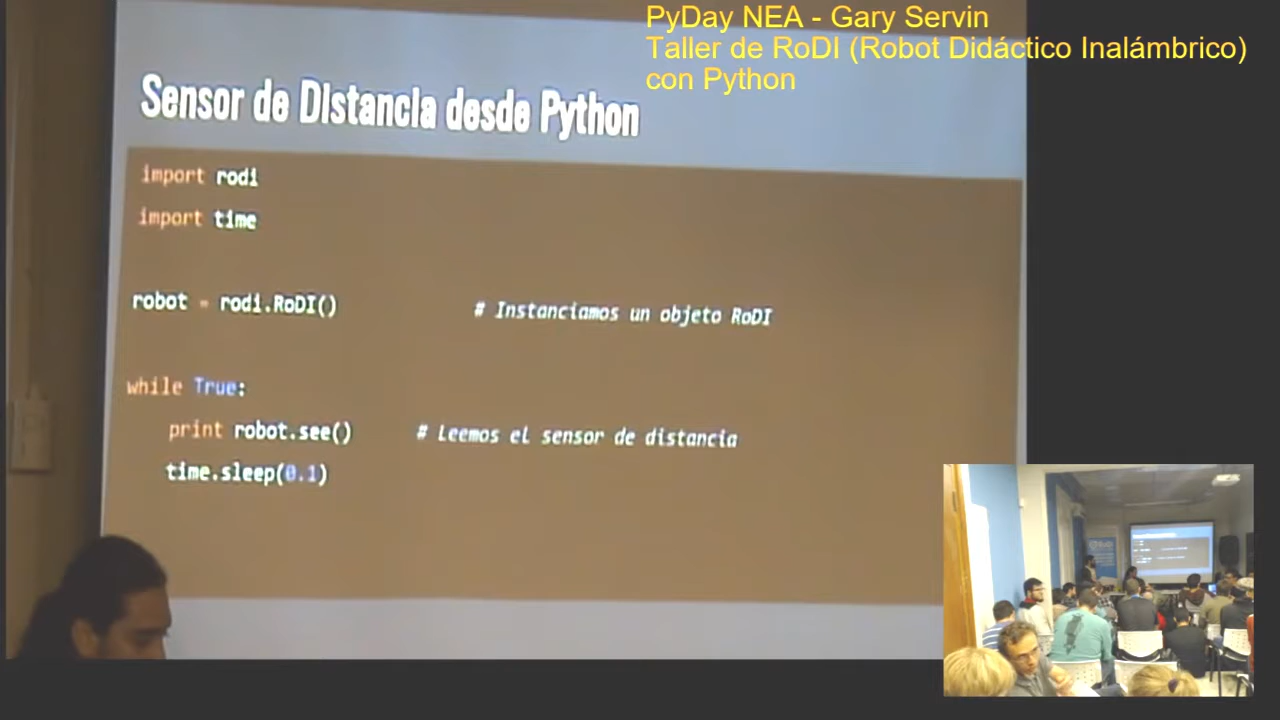 PyDay NEA - Gary Servin
Taller de RoDI (Robot Didáctico Inalámbrico)
con Python
Sensor de Distancia desde Python
import rodi
import time
robot = rodi.RoDI() # Instanciamos un objeto RoDI
while True:
print robot.see() # Leemos el sensor de distancia
time.sleep(0.1)